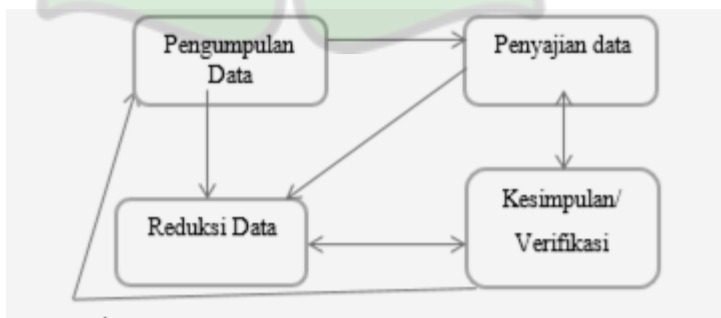 Pengumpulan
Data
Penyajian data
Reduksi Data
Kesimpulan/
Verifikasi